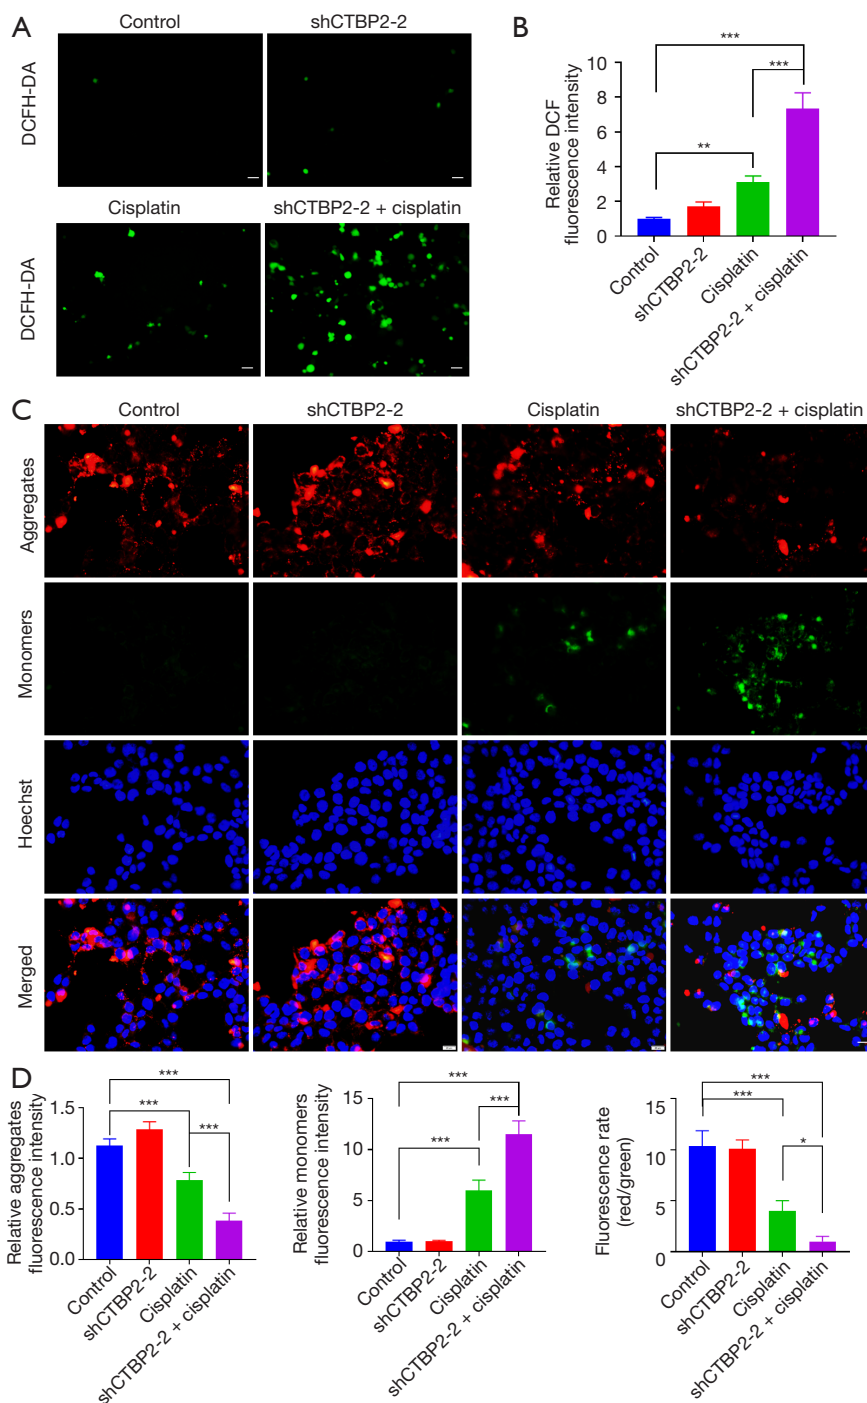 A
Control
shCTBP2-2
DCFH-DA
Cisplatin
shCTBP2-2 + cisplatin
DCFH-DA
B
Relative DCF
fluorescence intensity
10
8
6
4
2
0
***
***
**
Control
shCTBP2-2
Cisplatin
shCTBP2-2 + cisplatin
C
Control
shCTBP2-2
Cisplatin
shCTBP2-2 + cisplatin
Aggregates
Monomers
Hoechst
Merged
D
Relative aggregates
fluorescence intensity
1.5
1.0
0.5
0.0
***
***
***
Control
shCTBP2-2
Cisplatin
shCTBP2-2 + cisplatin
Relative monomers
fluorescence intensity
15
10
5
0
***
***
***
Control
shCTBP2-2
Cisplatin
shCTBP2-2 + cisplatin
Fluorescence rate
(red/green)
15
10
5
0
***
***
*
Control
shCTBP2-2
Cisplatin
shCTBP2-2 + cisplatin